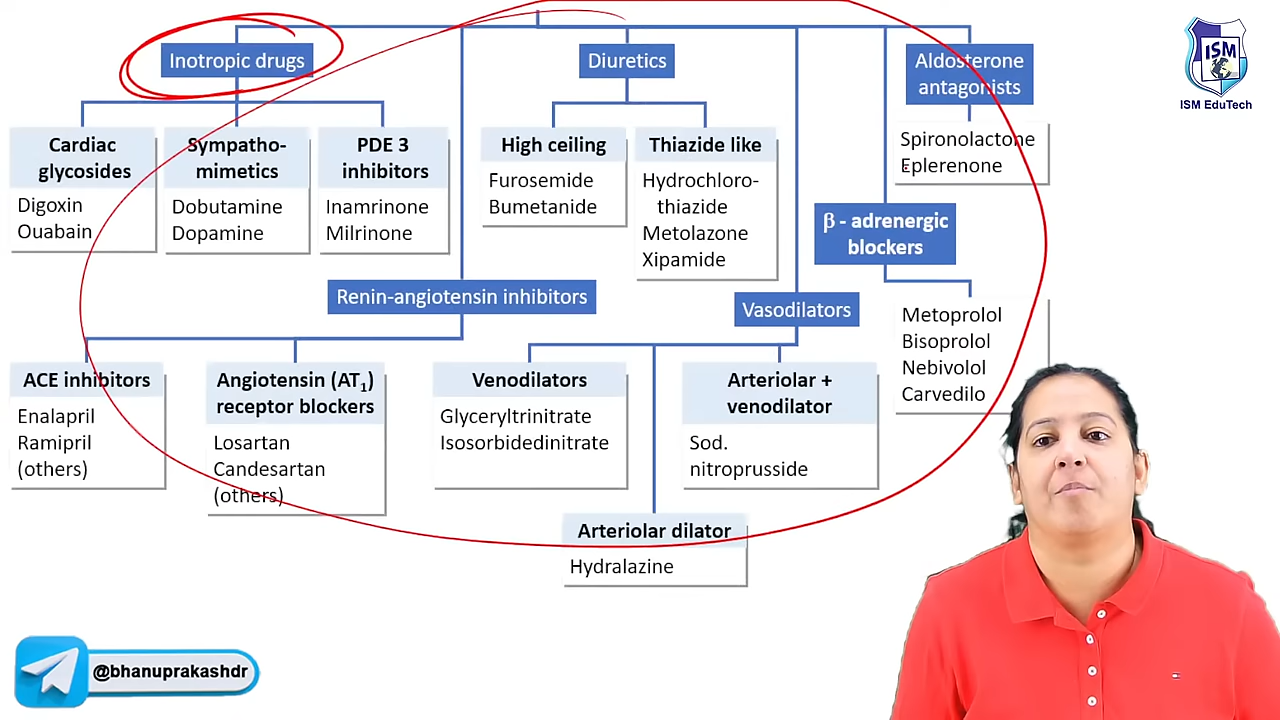 Inotropic drugs
Diuretics
Aldosterone
antagonists
ISM
ISM EduTech
Cardiac
glycosides
Digoxin
Ouabain
Sympatho-
mimetics
Dobutamine
Dopamine
PDE 3
inhibitors
Inamrinone
Milrinone
High ceiling
Furosemide
Bumetanide
Thiazide like
Hydrochloro-
thiazide
Metolazone
Xipamide
Spironolactone
Eplerenone
β - adrenergic
blockers
Metoprolol
Bisoprolol
Nebivolol
Carvedilo
Renin-angiotensin inhibitors
Vasodilators
ACE inhibitors
Enalapril
Ramipril
(others)
Angiotensin (AT₁)
receptor blockers
Losartan
Candesartan
(others)
Venodilators
Glyceryltrinitrate
Isosorbidedinitrate
Arteriolar +
venodilator
Sod.
nitroprusside
Arteriolar dilator
Hydralazine
@bhanuprakashdr